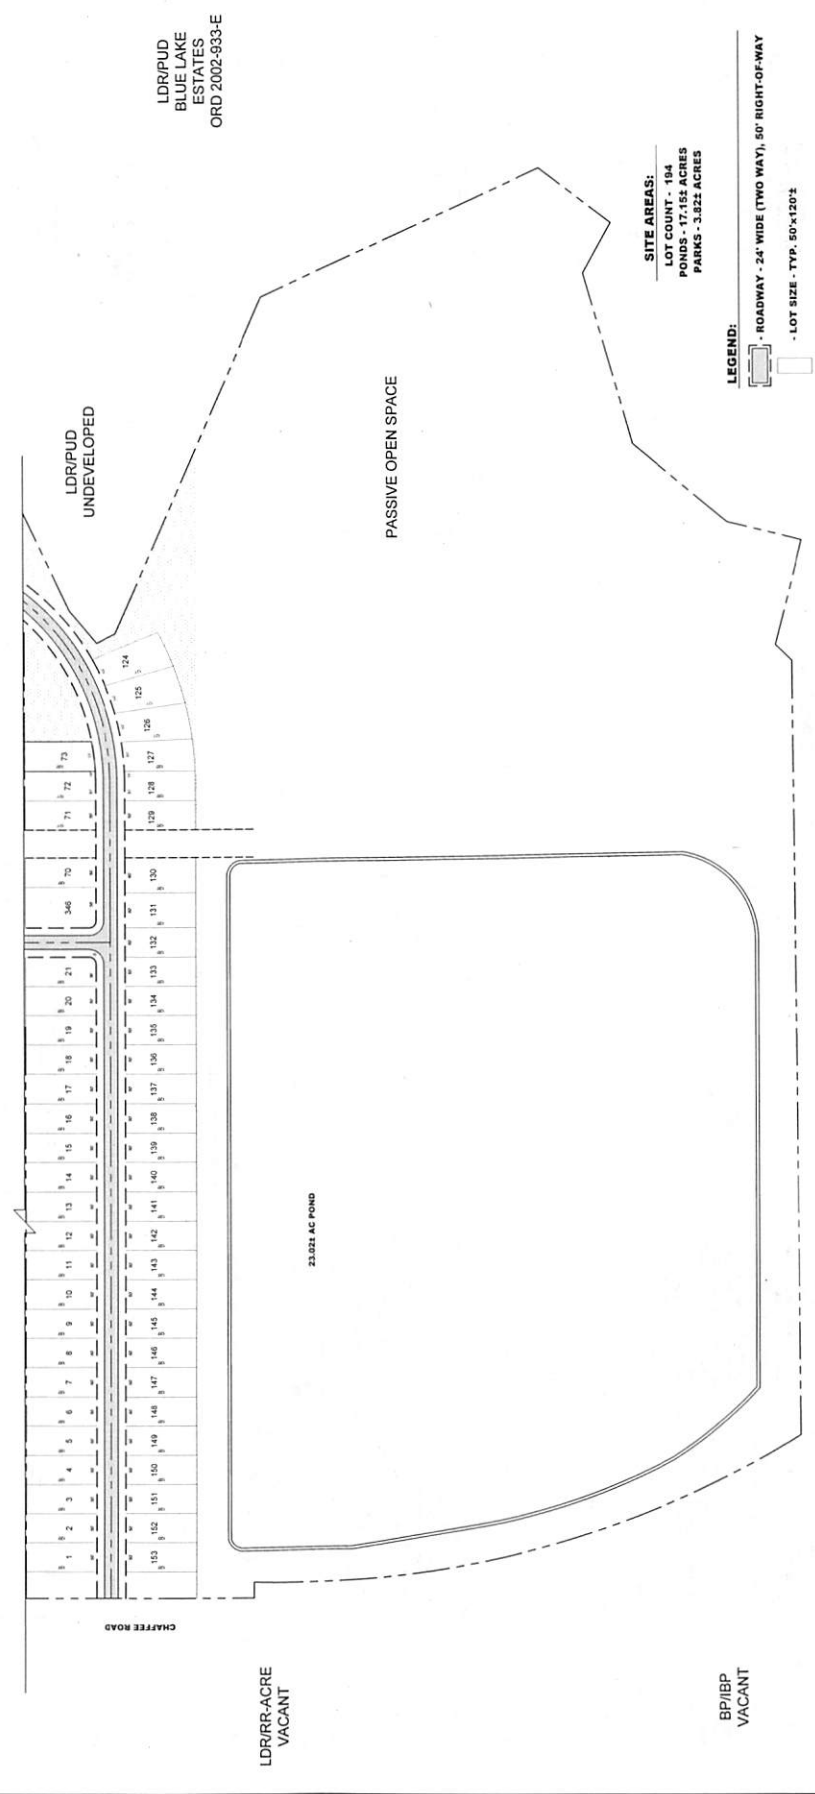 LDR/PUD
BLUE LAKE
ESTATES
ORD 2002-933-E
LDR/PUD
UNDEVELOPED
PASSIVE OPEN SPACE
SITE AREAS:
LOT COUNT - 194
PONDS - 17.15± ACRES
PARKS - 3.82± ACRES
LEGEND:
- ROADWAY - 24' WIDE (TWO WAY), 50' RIGHT-OF-WAY
- LOT SIZE - TYP. 50'x120'±
1
2
3
4
5
6
7
8
9
10
11
12
13
14
15
16
17
18
19
20
21
346
70
71
72
73
153
152
151
150
149
148
147
146
145
144
143
142
141
140
139
138
137
136
135
134
133
132
131
130
129
128
127
126
125
124
23.02± AC POND
CHAFFEE ROAD
LDR/RR-ACRE
VACANT
BP/IBP
VACANT